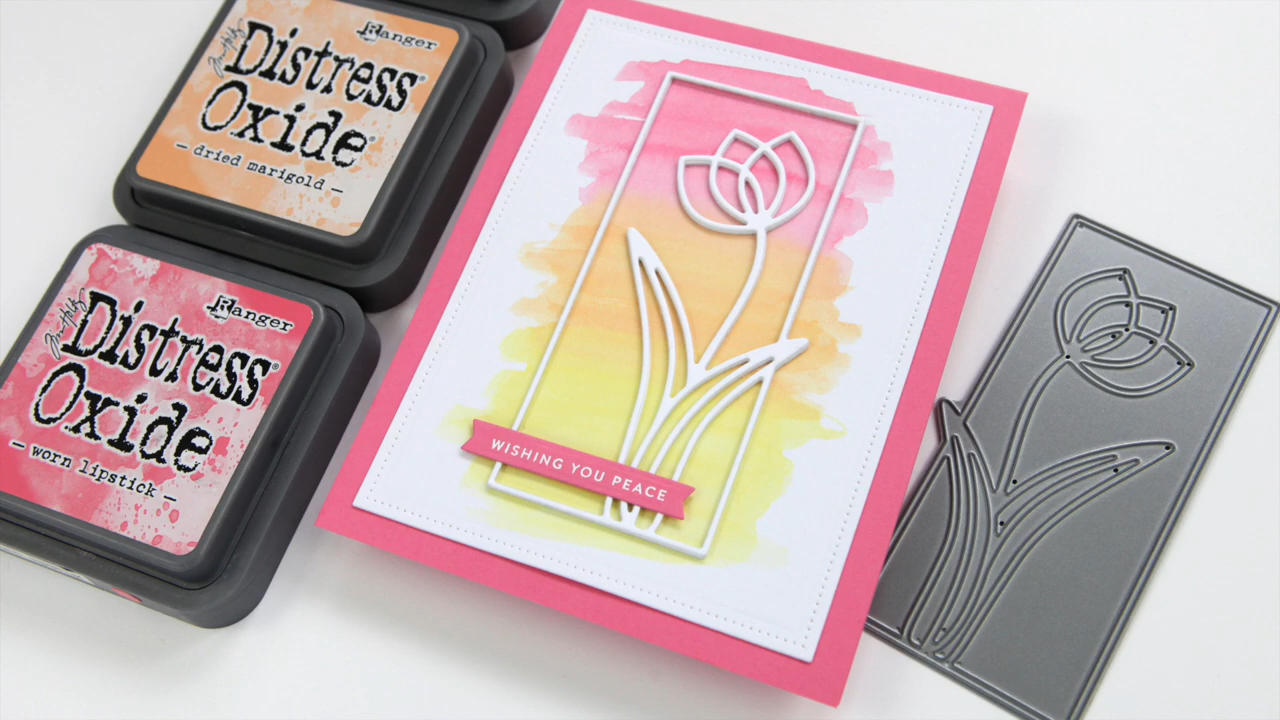 Ranger
Tim Holtz
Distress®
Oxide®
– dried marigold –
Ranger
Tim Holtz
Distress®
Oxide
– worn lipstick –
WISHING YOU PEACE